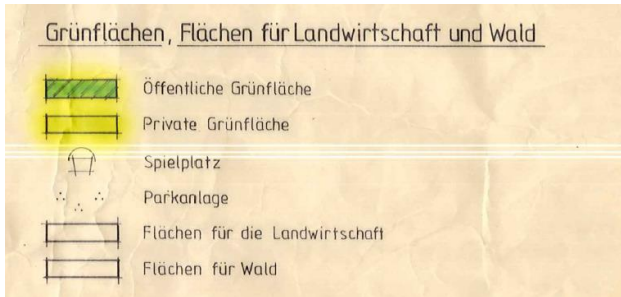 Grünflächen, Flächen für Landwirtschaft und Wald
Öffentliche Grünfläche
Private Grünfläche
Spielplatz
Parkanlage
Flächen für die Landwirtschaft
Flächen für Wald